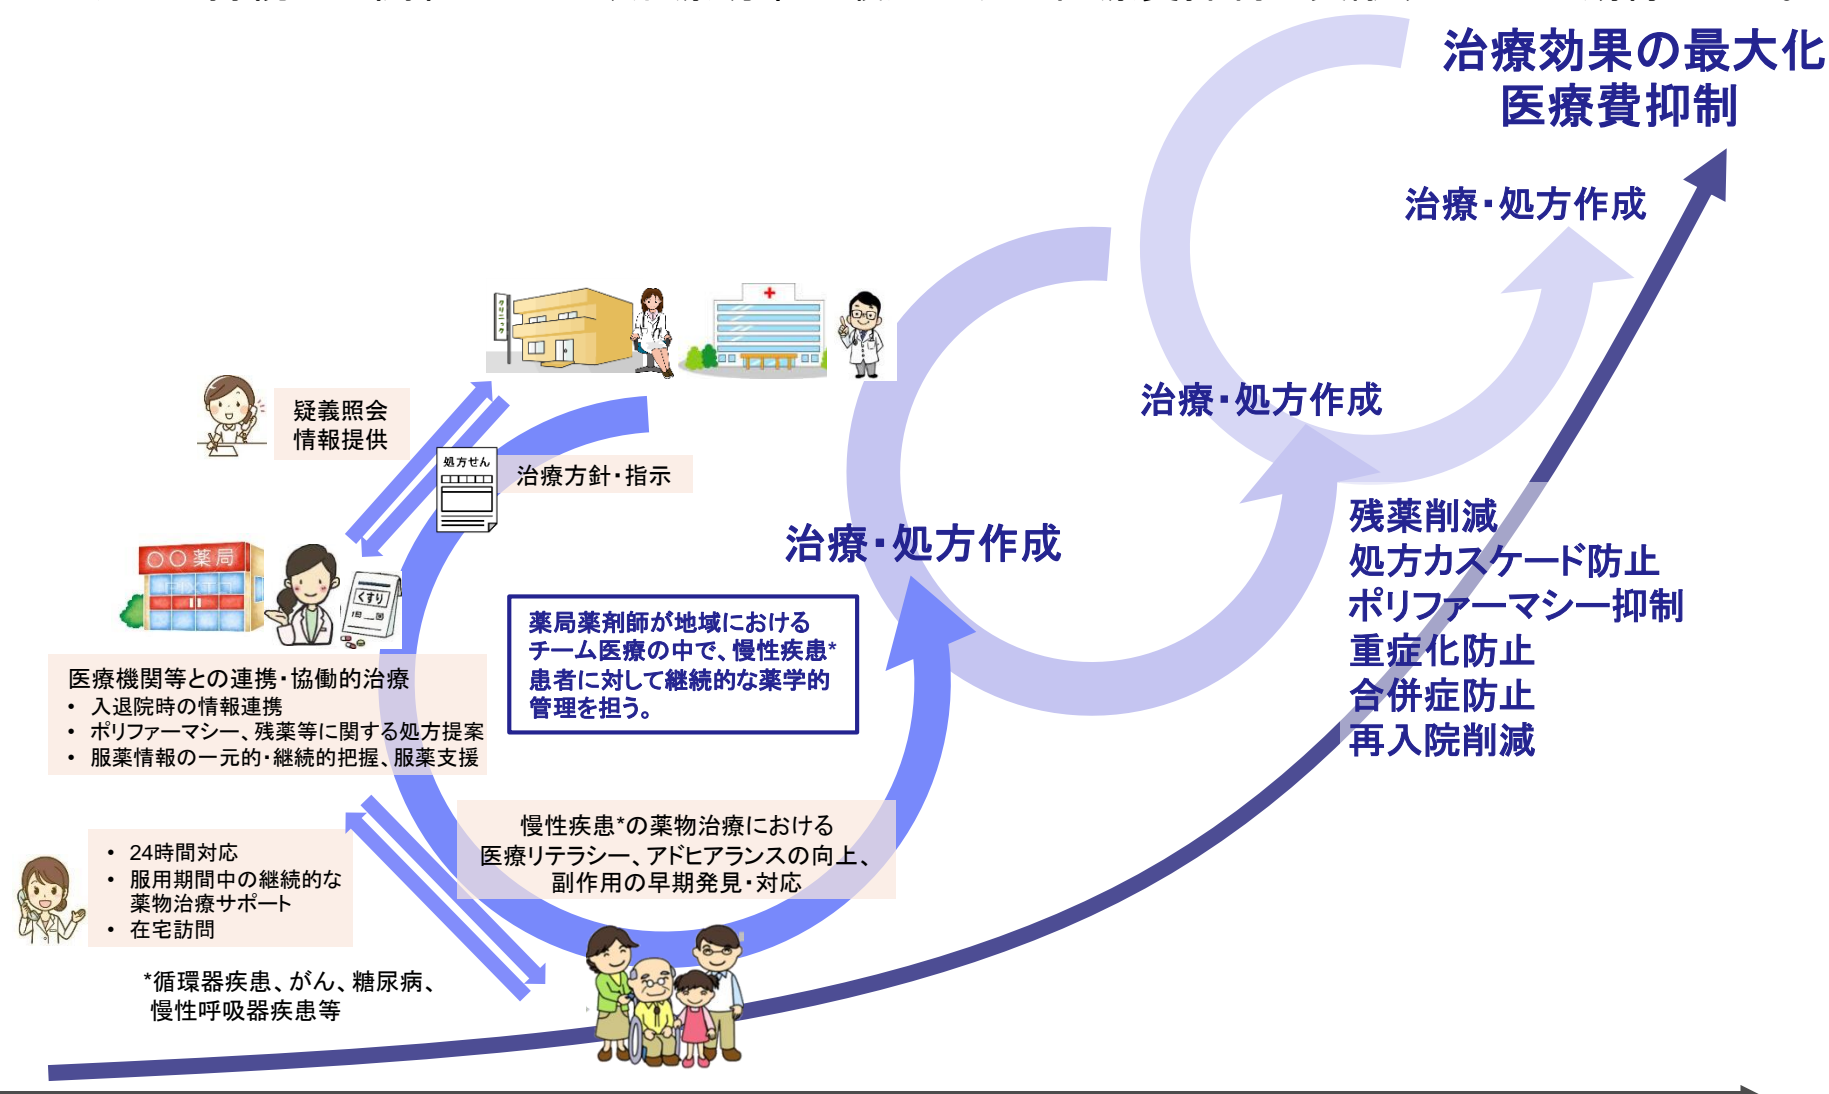 治療効果の最大化
医療費抑制
治療・処方作成
クリニック
治療・処方作成
疑義照会
情報提供
処方せん
治療方針・指示
治療・処方作成
〇〇薬局
くすり
薬局薬剤師が地域における
チーム医療の中で、慢性疾患*
患者に対して継続的な薬学的
管理を担う。
残薬削減
処方カスケード防止
ポリファーマシー抑制
重症化防止
合併症防止
再入院削減
医療機関等との連携・協働的治療
• 入退院時の情報連携
• ポリファーマシー、残薬等に関する処方提案
• 服薬情報の一元的・継続的把握、服薬支援
慢性疾患*の薬物治療における
医療リテラシー、アドヒアランスの向上、
副作用の早期発見・対応
• 24時間対応
• 服用期間中の継続的な
薬物治療サポート
• 在宅訪問
*循環器疾患、がん、糖尿病、
慢性呼吸器疾患等